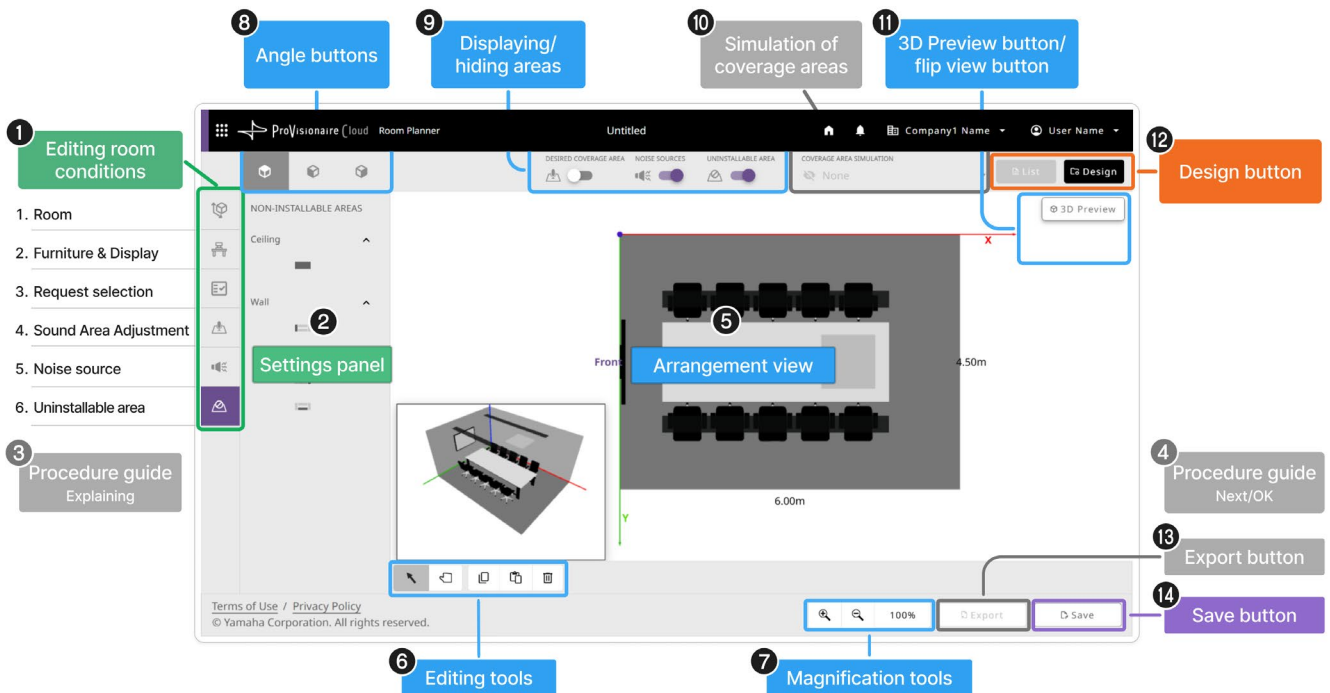 8
Angle buttons
9
Displaying/
hiding areas
10
Simulation of
coverage areas
11
3D Preview button/
flip view button
1
Editing room
conditions
ProVisionaire Cloud Room Planner
Untitled
Company1 Name
User Name
12
Design button
DESIRED COVERAGE AREA
NOISE SOURCES
UNINSTALLABLE AREA
COVERAGE AREA SIMULATION
None
List
Design
3D Preview
1. Room
2. Furniture & Display
3. Request selection
4. Sound Area Adjustment
5. Noise source
6. Uninstallable area
NON-INSTALLABLE AREAS
Ceiling
Wall
2
Settings panel
X
5
Front
Arrangement view
4.50m
6.00m
Y
3
Procedure guide
Explaining
4
Procedure guide
Next/OK
13
Export button
14
Save button
Terms of Use / Privacy Policy
© Yamaha Corporation. All rights reserved.
100%
Export
Save
6
Editing tools
7
Magnification tools